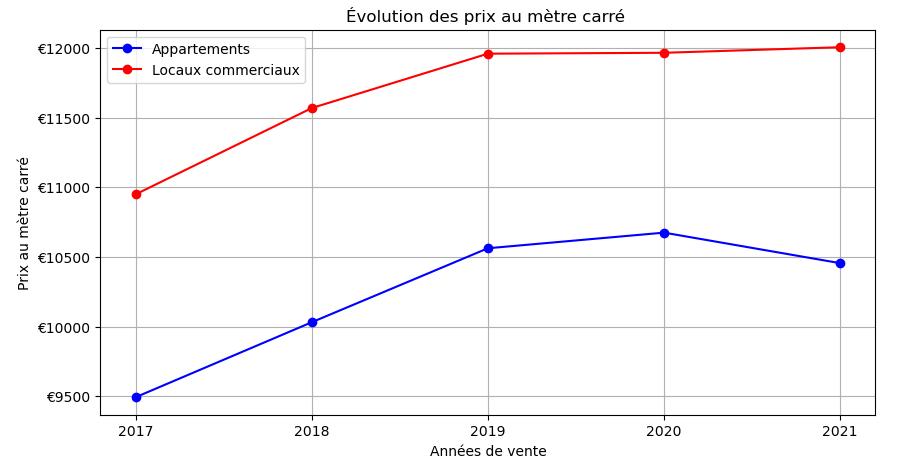 Évolution des prix au mètre carré
Appartements
Locaux commerciaux
Prix au mètre carré
€12000
€11500
€11000
€10500
€10000
€9500
2017 2018 2019 2020 2021
Années de vente